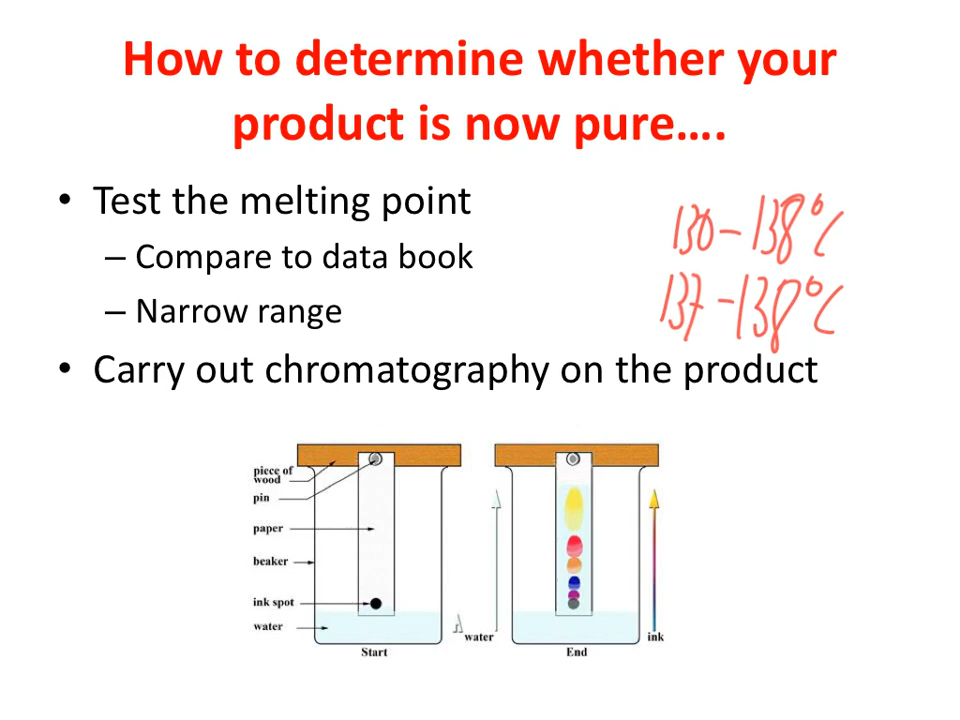 How to determine whether your
product is now pure….
• Test the melting point
– Compare to data book
– Narrow range
130 – 138°C
137 – 138°C
• Carry out chromatography on the product
piece of
wood
pin
paper
beaker
ink spot
water
Start
water
End
ink